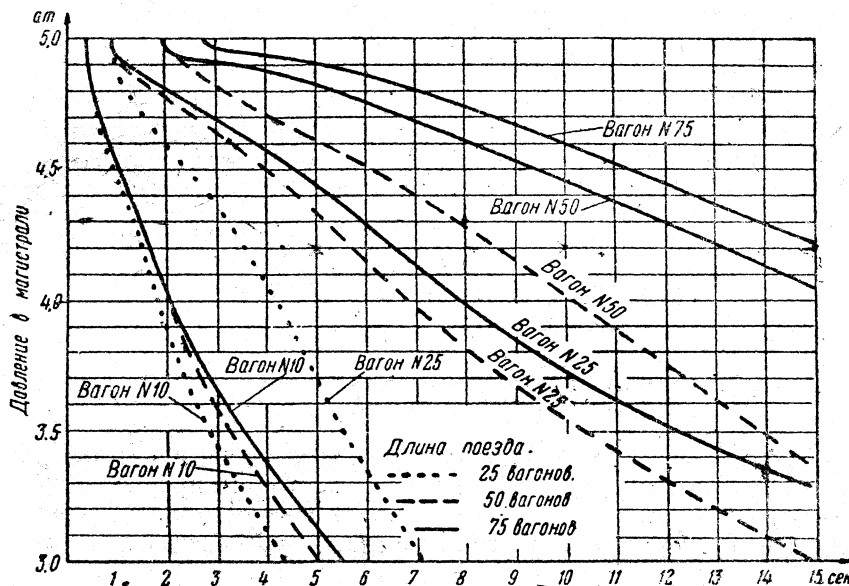 ат
5,0
4,5
4,0
3,5
3,0
Давление в магистрали
Вагон N75
Вагон N50
Вагон N50
Вагон N25
Вагон N25
Вагон N25
Вагон N10
Вагон N10
Вагон N10
Длина поезда.
25 вагонов.
50 вагонов
75 вагонов
1 2 3 4 5 6 7 8 9 10 11 12 13 14 15 сек